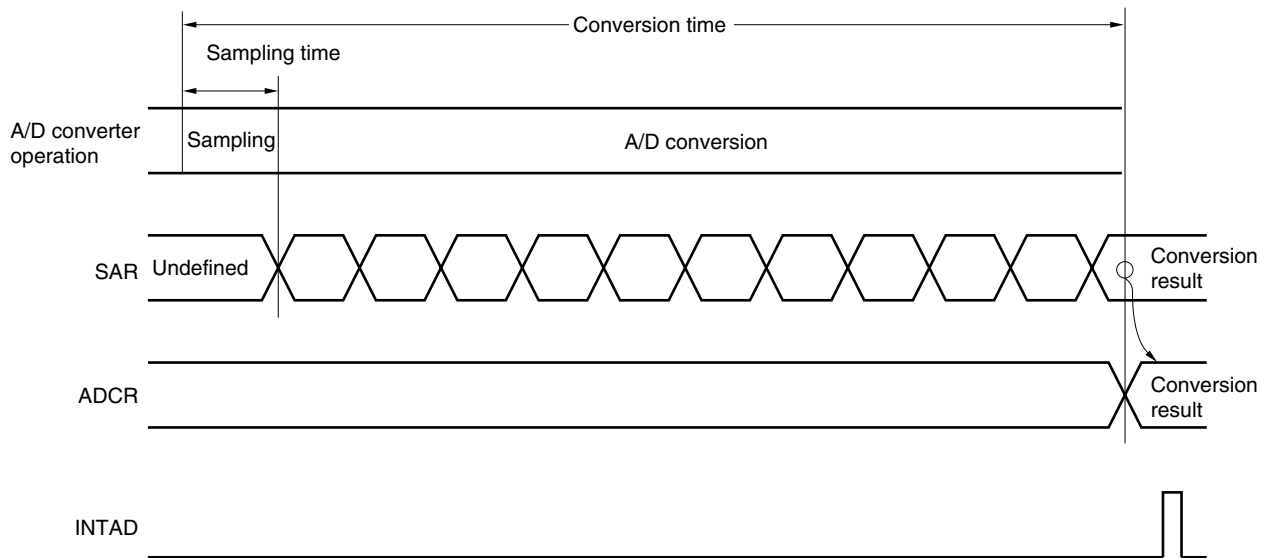 Conversion time
Sampling time
A/D converter
operation
Sampling
A/D conversion
SAR
Undefined
Conversion
result
ADCR
Conversion
result
INTAD